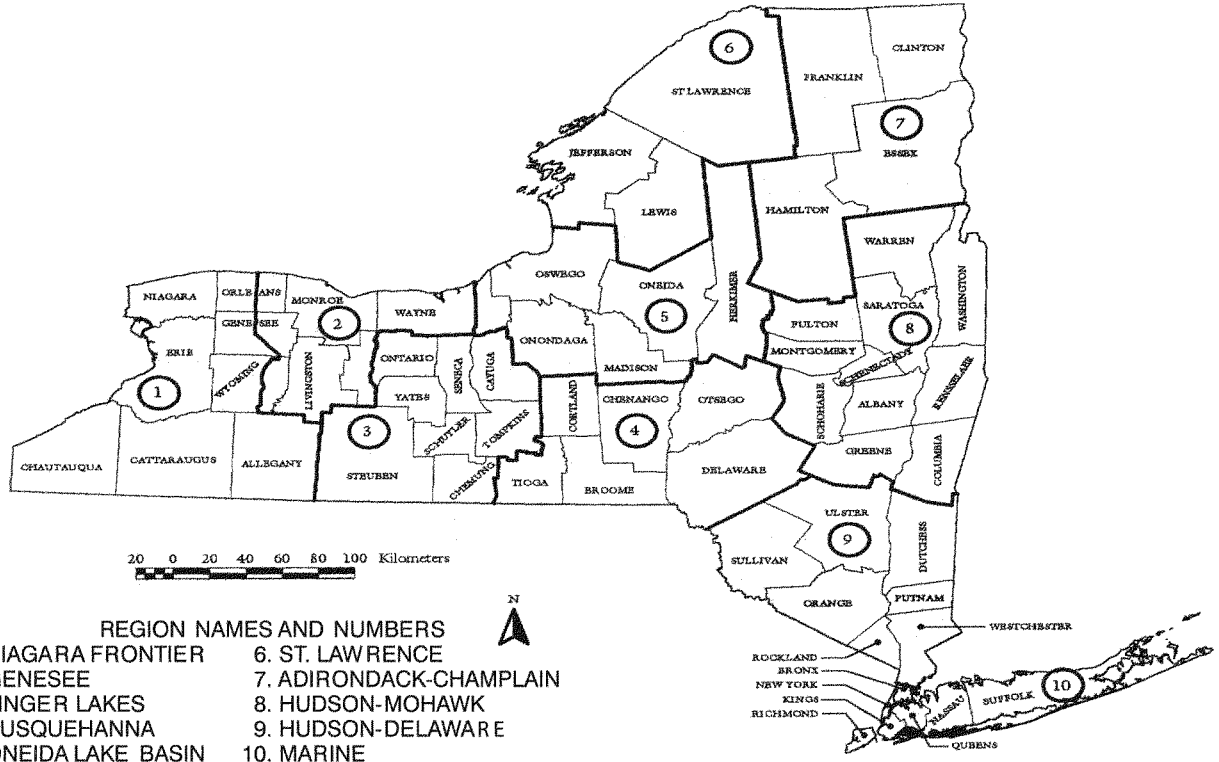 6
CLINTON
FRANKLIN
ST LAWRENCE
7
ESSEX
JEFFERSON
LEWIS
HAMILTON
WARREN
OSWEGO
ONEIDA
HERKIMER
WASHINGTON
NIAGARA
ORLEANS
MONROE
WAYNE
2
5
SARATOGA
8
FULTON
GENESEE
ERIE
ONTARIO
SENECA
CAYUGA
ONONDAGA
MADISON
MONTGOMERY
SCHENECTADY
RENSSELAER
1
WYOMING
LIVINGSTON
YATES
CORTLAND
CHENANGO
OTSEGO
SCHOHARIE
ALBANY
3
4
SCHUYLER
TOMPKINS
GREENE
COLUMBIA
CHAUTAUQUA
CATTARAUGUS
ALLEGANY
STEUBEN
CHEMUNG
TIOGA
BROOME
DELAWARE
ULSTER
9
DUTCHESS
SULLIVAN
ORANGE
PUTNAM
20 0 20 40 60 80 100 Kilometers
N
WESTCHESTER
ROCKLAND
BRONX
NEW YORK
KINGS
RICHMOND
NASSAU
SUFFOLK
10
QUEENS
REGION NAMES AND NUMBERS
IAGARA FRONTIER 6. ST. LAWRENCE
ENESEE 7. ADIRONDACK-CHAMPLAIN
INGER LAKES 8. HUDSON-MOHAWK
USQUEHANNA 9. HUDSON-DELAWARE
NEIDA LAKE BASIN 10. MARINE